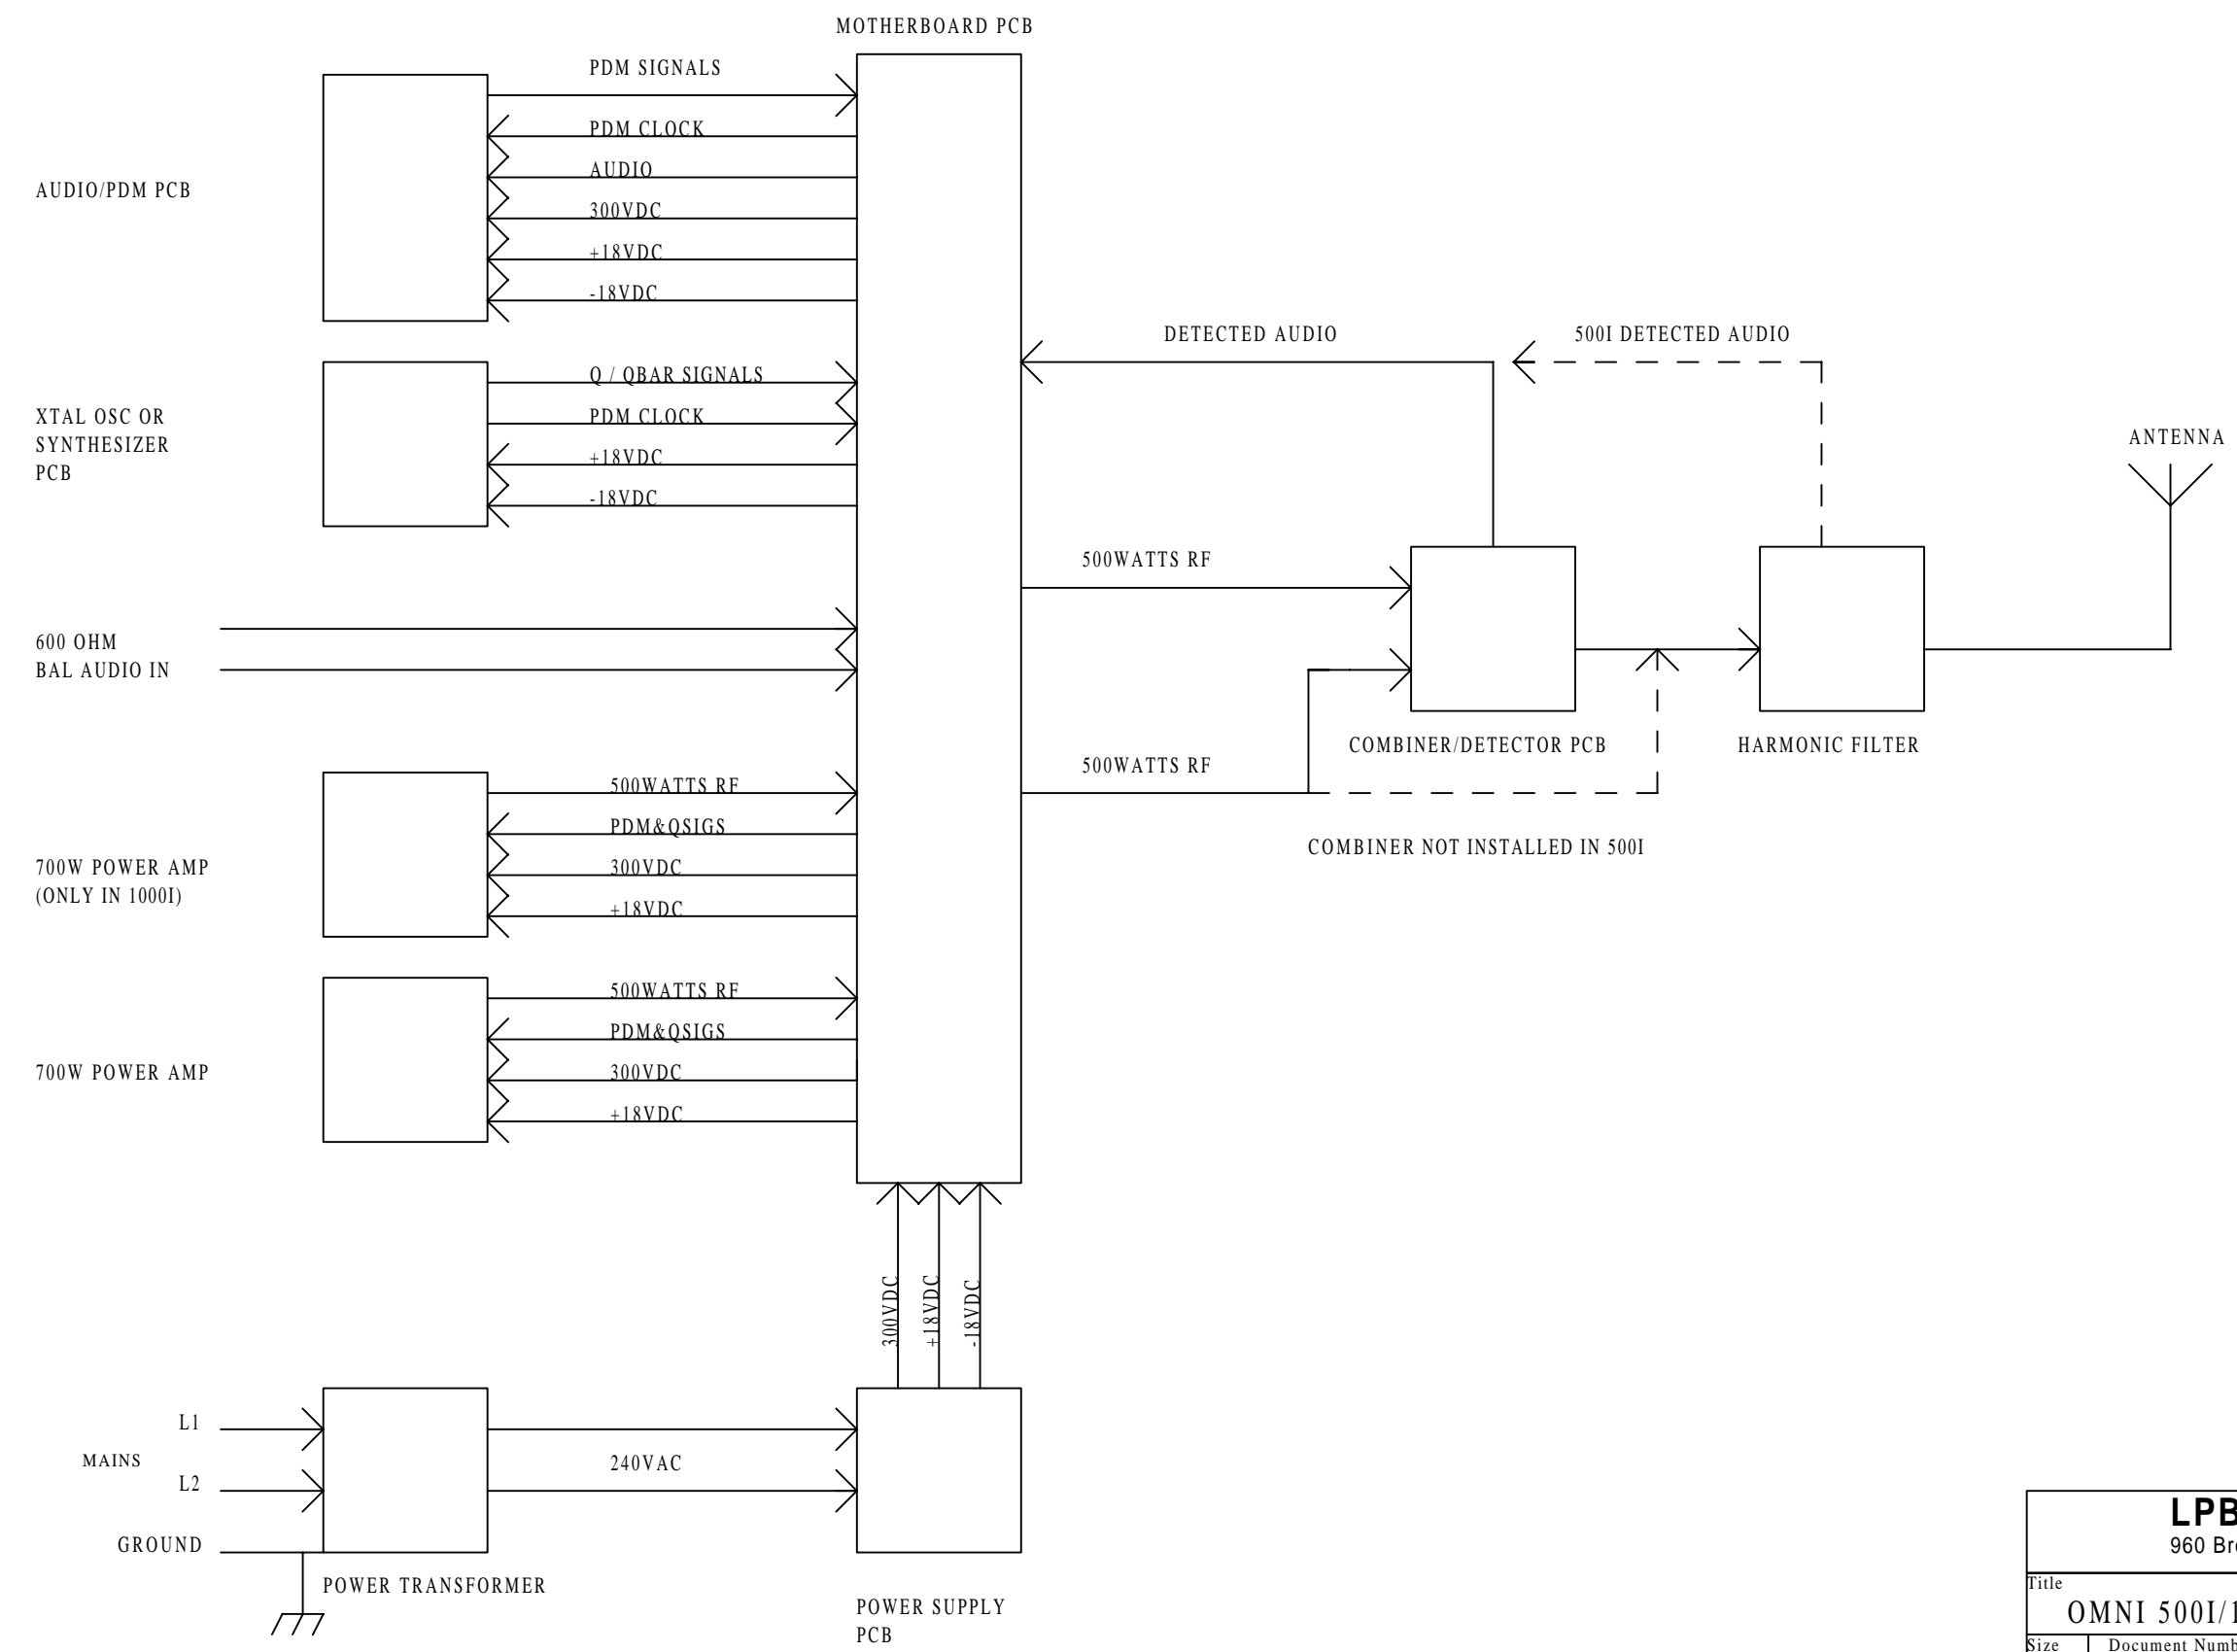 MOTHERBOARD PCB
PDM SIGNALS
PDM CLOCK
AUDIO
300VDC
+18VDC
-18VDC
AUDIO/PDM PCB
DETECTED AUDIO
500I DETECTED AUDIO
Q / QBAR SIGNALS
PDM CLOCK
+18VDC
-18VDC
XTAL OSC OR
SYNTHESIZER
PCB
ANTENNA
500WATTS RF
600 OHM
BAL AUDIO IN
COMBINER/DETECTOR PCB
HARMONIC FILTER
500WATTS RF
500WATTS RF
PDM&QSIGS
300VDC
+18VDC
700W POWER AMP
(ONLY IN 1000I)
COMBINER NOT INSTALLED IN 500I
500WATTS RF
PDM&QSIGS
300VDC
+18VDC
700W POWER AMP
300VDC
+18VDC
-18VDC
L1
MAINS
L2
GROUND
240VAC
POWER TRANSFORMER
POWER SUPPLY
PCB
LPB
960
Title
OMNI 500I/1
Size
Document